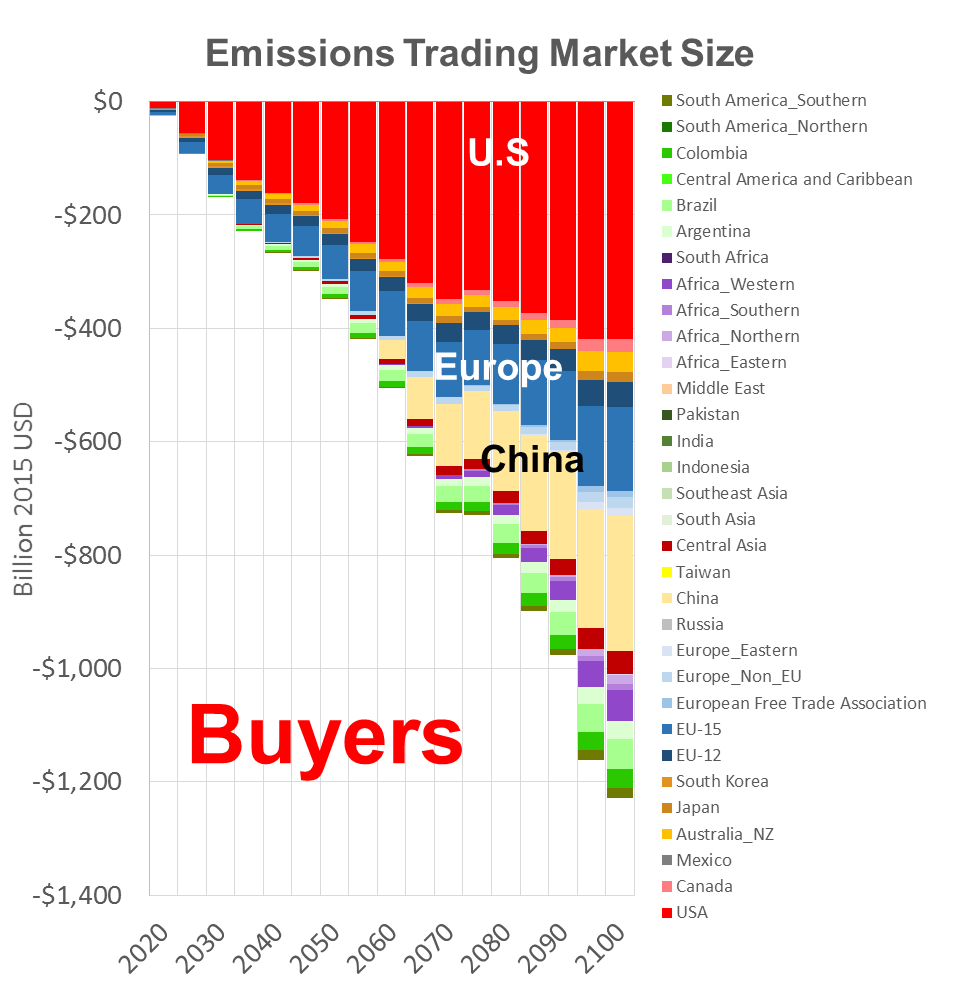 Emissions Trading Market Size
$0
-$200
-$400
-$600
-$800
-$1,000
-$1,200
-$1,400
Billion 2015 USD
U.S
Europe
China
Buyers
2020
2030
2040
2050
2060
2070
2080
2090
2100
South America_Southern
South America_Northern
Colombia
Central America and Caribbean
Brazil
Argentina
South Africa
Africa_Western
Africa_Southern
Africa_Northern
Africa_Eastern
Middle East
Pakistan
India
Indonesia
Southeast Asia
South Asia
Central Asia
Taiwan
China
Russia
Europe_Eastern
Europe_Non_EU
European Free Trade Association
EU-15
EU-12
South Korea
Japan
Australia_NZ
Mexico
Canada
USA